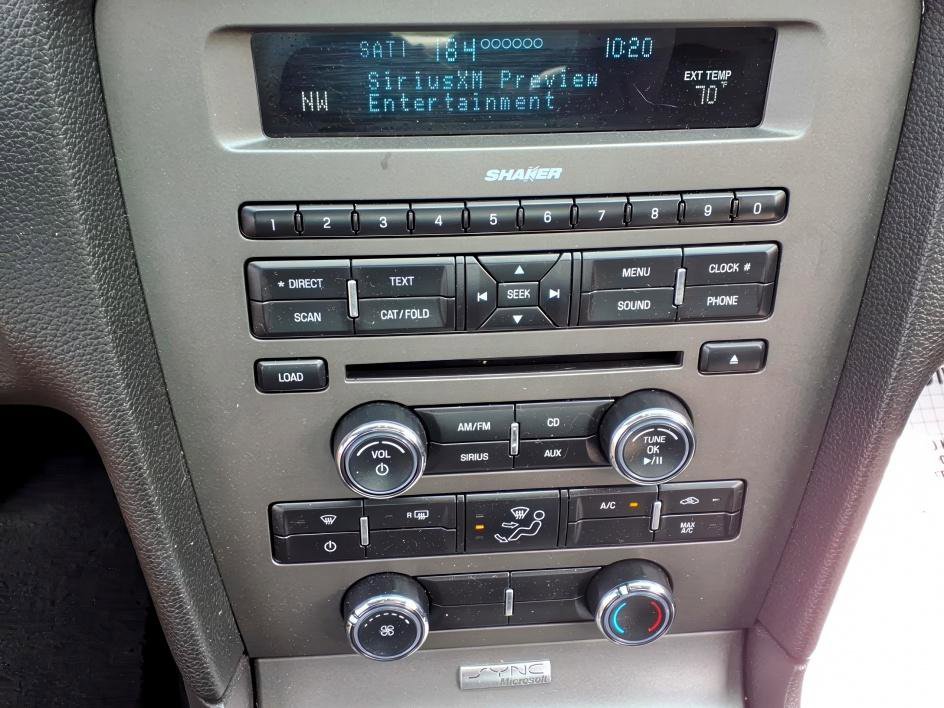 SAT1 184 10:20
SiriusXM Preview
EXT TEMP
NW Entertainment 70 °F
SHAKER
1 2 3 4 5 6 7 8 9 0
* DIRECT TEXT MENU CLOCK #
SEEK
SCAN CAT/FOLD SOUND PHONE
LOAD
AM/FM CD
VOL TUNE
OK
SIRIUS AUX
R A/C
MAX
A/C
SYNC
Microsoft